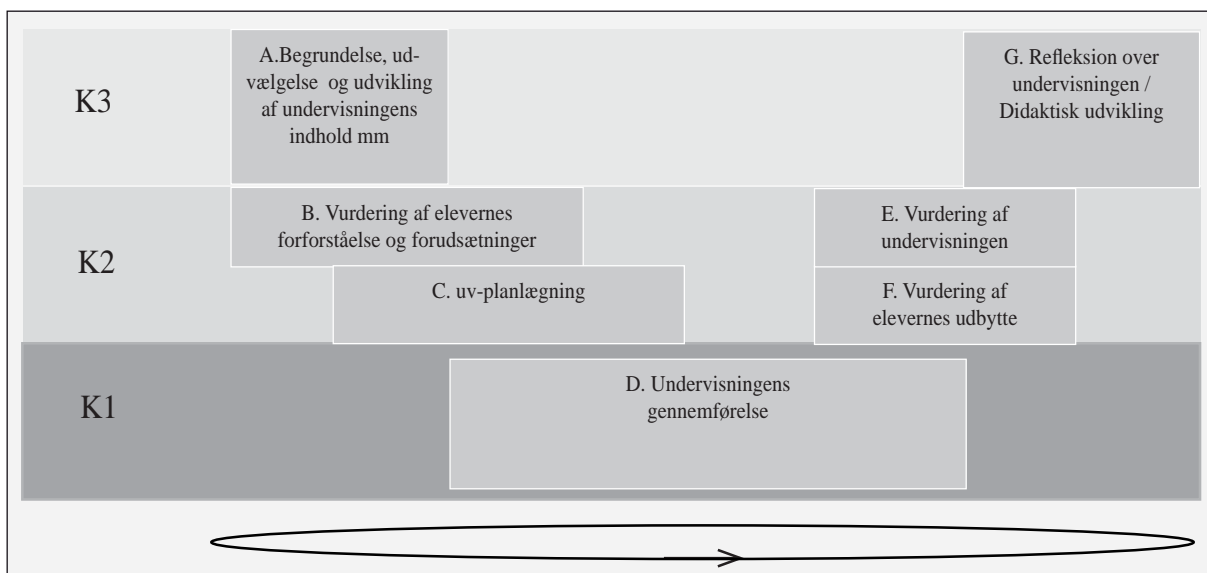 K3
A.Begrundelse, ud-
vælgelse og udvikling
af undervisningens
indhold mm
G. Refleksion over
undervisningen /
Didaktisk udvikling
K2
B. Vurdering af elevernes
forforståelse og forudsætninger
C. uv-planlægning
E. Vurdering af
undervisningen
F. Vurdering af
elevernes udbytte
K1
D. Undervisningens
gennemførelse